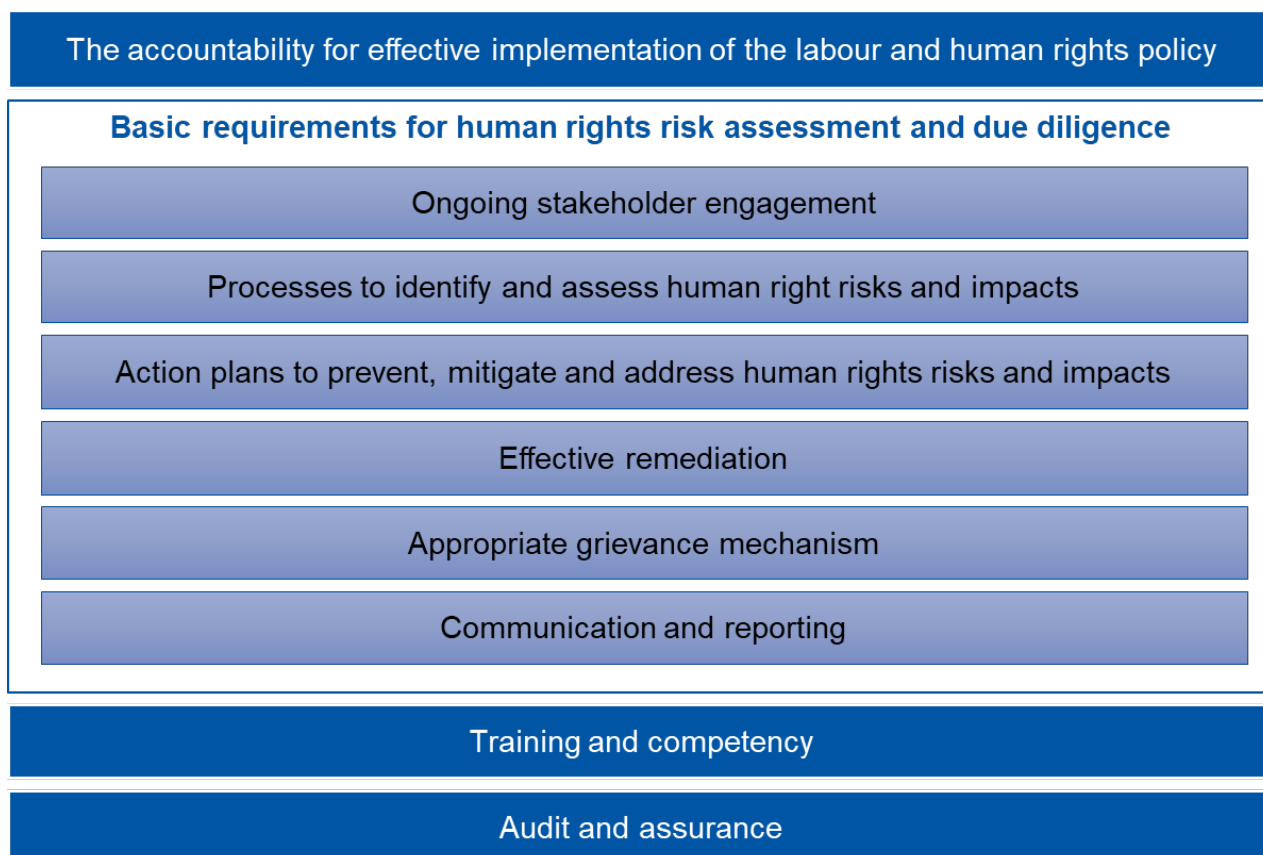 The accountability for effective implementation of the labour and human rights policy
Basic requirements for human rights risk assessment and due diligence
Ongoing stakeholder engagement
Processes to identify and assess human right risks and impacts
Action plans to prevent, mitigate and address human rights risks and impacts
Effective remediation
Appropriate grievance mechanism
Communication and reporting
Training and competency
Audit and assurance